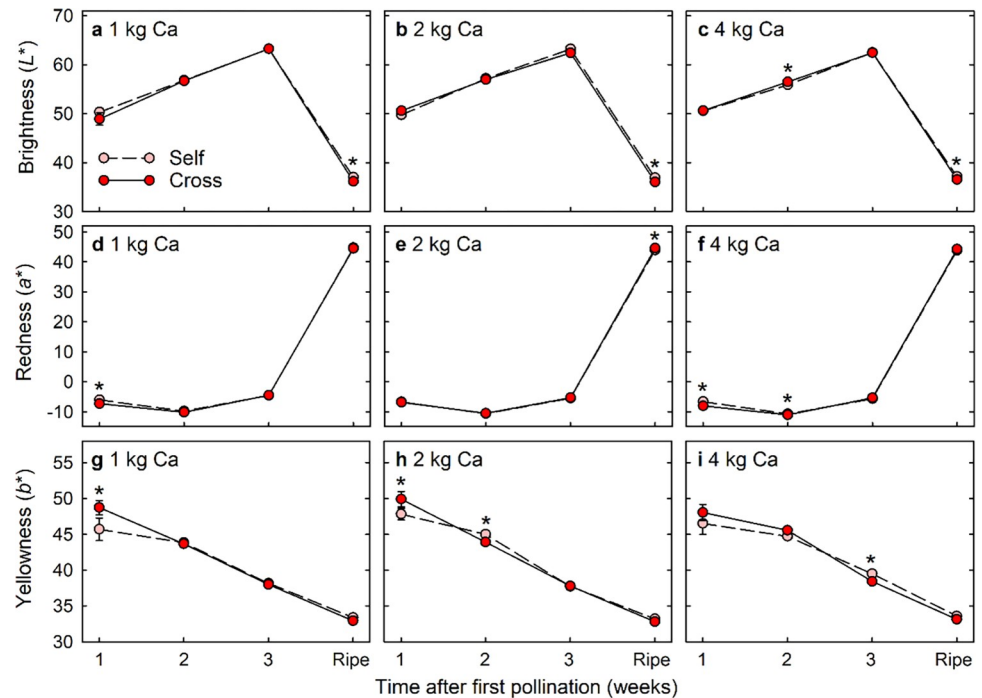 Brightness (L*)
70
60
50
40
30
a 1 kg Ca
Self
Cross
*
b 2 kg Ca
*
c 4 kg Ca
*
*
Redness (a*)
50
40
30
20
10
0
-10
d 1 kg Ca
*
e 2 kg Ca
*
f 4 kg Ca
*
*
Yellowness (b*)
55
50
45
40
35
30
g 1 kg Ca
*
h 2 kg Ca
*
*
i 4 kg Ca
*
1 2 3 Ripe
1 2 3 Ripe
1 2 3 Ripe
Time after first pollination (weeks)